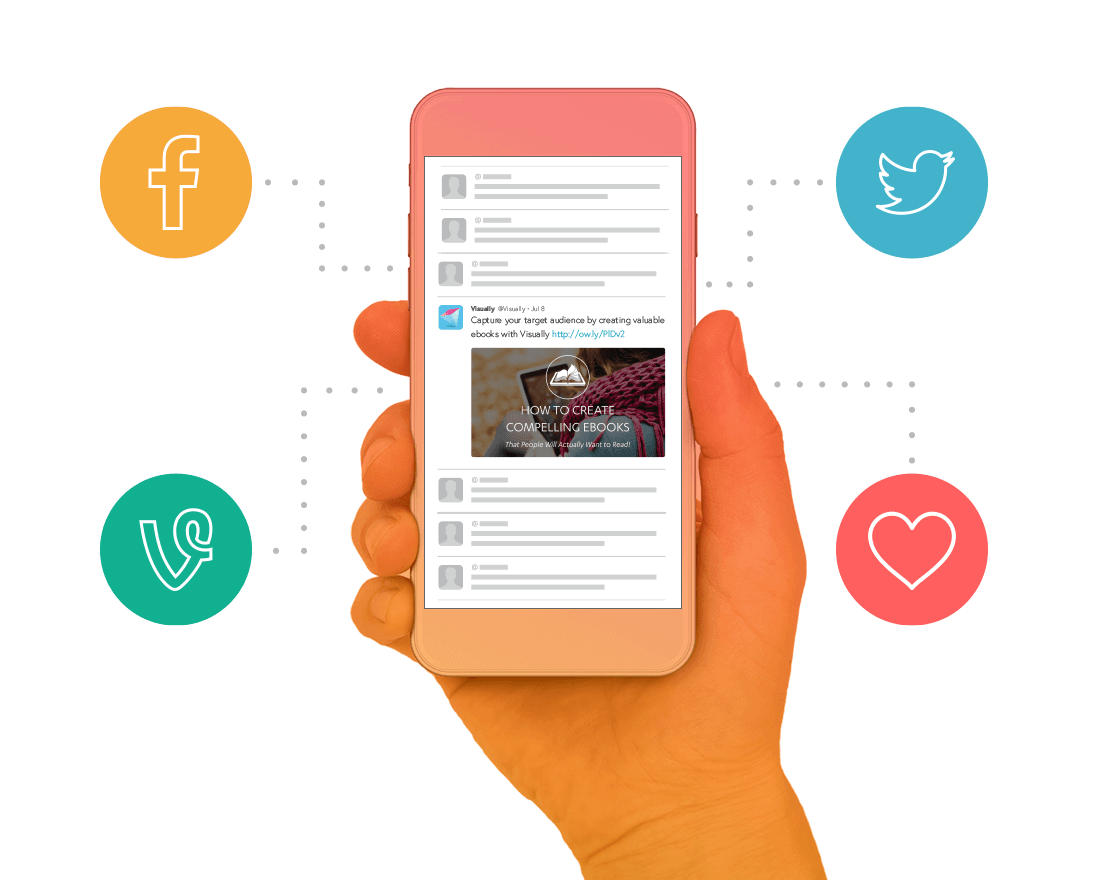 @
@
@
Visually @Visually • Jul 8
Capture your target audience by creating valuable
ebooks with Visually http://ow.ly/PlDv2
HOW TO CREATE
COMPELLING EBOOKS
That People Will Actually Want to Read!
@
@
@